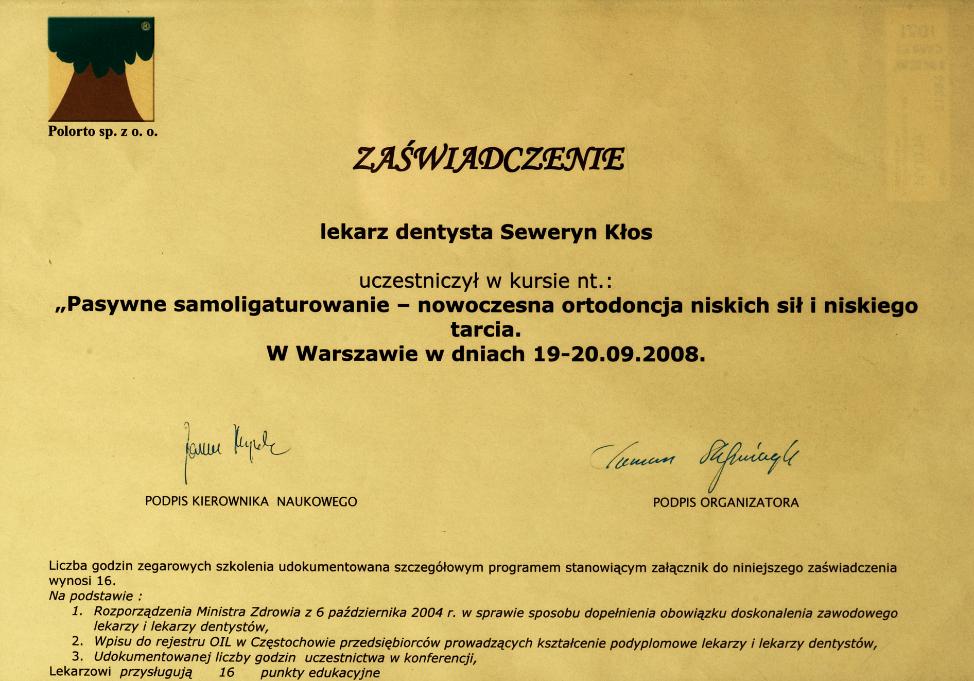 ®
Polorto sp. z o. o.
ZAŚWIADCZENIE
lekarz dentysta Seweryn Kłos
uczestniczył w kursie nt.:
„Pasywne samoligaturowanie – nowoczesna ortodoncja niskich sił i niskiego
tarcia.
W Warszawie w dniach 19-20.09.2008.
PODPIS KIEROWNIKA NAUKOWEGO
PODPIS ORGANIZATORA
Liczba godzin zegarowych szkolenia udokumentowana szczegółowym programem stanowiącym załącznik do niniejszego zaświadczenia
wynosi 16.
Na podstawie :
1. Rozporządzenia Ministra Zdrowia z 6 października 2004 r. w sprawie sposobu dopełnienia obowiązku doskonalenia zawodowego
lekarzy i lekarzy dentystów,
2. Wpisu do rejestru OIL w Częstochowie przedsiębiorców prowadzących kształcenie podyplomowe lekarzy i lekarzy dentystów,
3. Udokumentowanej liczby godzin uczestnictwa w konferencji,
Lekarzowi przysługują 16 punkty edukacyjne